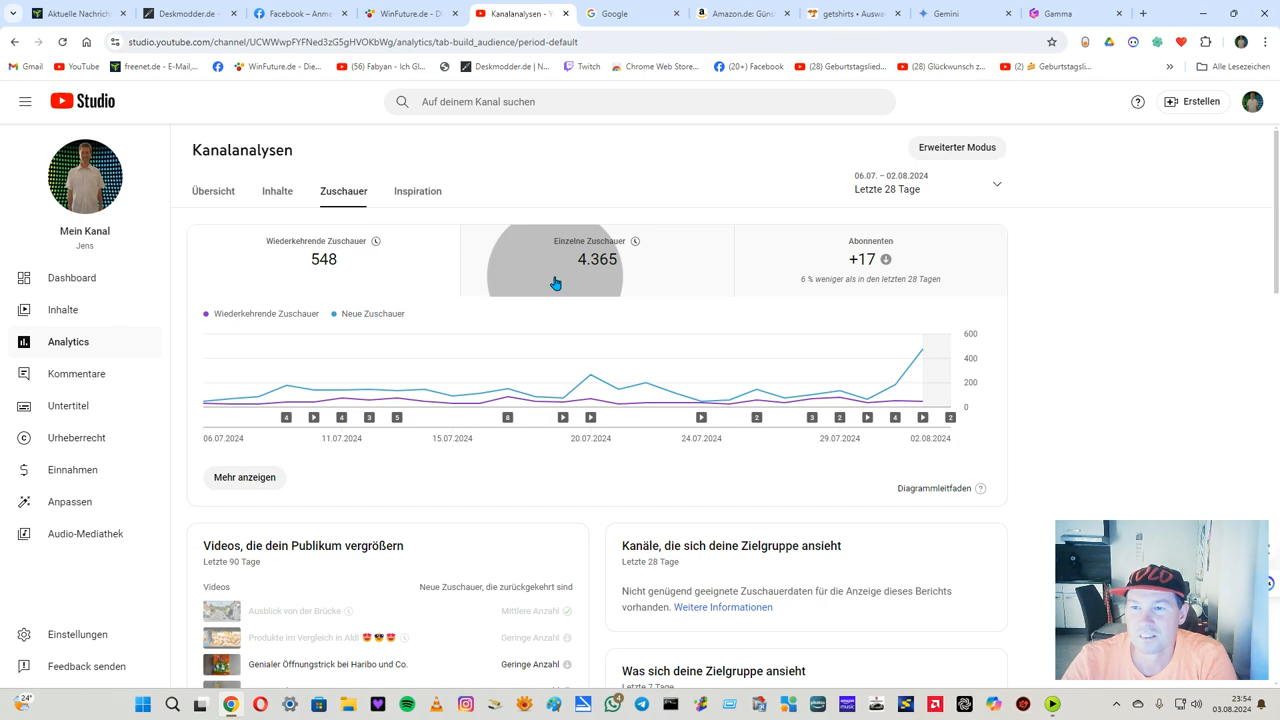 Deskmodder.de
Facebook
WinFuture.de - D
Kanalanalysen - Y
Google
Amazon.de: Güns
getshirts - Auswa
Gemini
Gamma
studio.youtube.com/channel/UCWWwpFYFNed3zG5gHVOKbWg/analytics/tab-build_audience/period-default
Gmail
YouTube
freenet.de - E-Mail,...
WinFuture.de - Die...
(56) Fabyan - Ich Gl...
Deskmodder.de | N...
Twitch
Chrome Web Store...
(20+) Facebook
(28) Geburtstagslied...
(28) Glückwunsch z...
(2) Geburtstagsli...
»
Alle Lesezeichen
Studio
Auf deinem Kanal suchen
Erstellen
Kanalanalysen
Erweiterter Modus
06.07. – 02.08.2024
Letzte 28 Tage
Übersicht Inhalte Zuschauer Inspiration
Mein Kanal
Jens
Dashboard
Inhalte
Analytics
Kommentare
Untertitel
Urheberrecht
Einnahmen
Anpassen
Audio-Mediathek
Einstellungen
Feedback senden
Wiederkehrende Zuschauer
548
Einzelne Zuschauer
4.365
Abonnenten
+17
6 % weniger als in den letzten 28 Tagen
Wiederkehrende Zuschauer Neue Zuschauer
600
400
200
0
4 4 3 5 8 2 3 2 4 2
06.07.2024 11.07.2024 15.07.2024 20.07.2024 24.07.2024 29.07.2024 02.08.2024
Mehr anzeigen
Diagrammleitfaden
Videos, die dein Publikum vergrößern
Letzte 90 Tage
Videos Neue Zuschauer, die zurückgekehrt sind
Ausblick von der Brücke Mittlere Anzahl
Produkte im Vergleich in Aldi 😍😎😍 Geringe Anzahl
Genialer Öffnungstrick bei Haribo und Co. Geringe Anzahl
Kanäle, die sich deine Zielgruppe ansieht
Letzte 28 Tage
Nicht genügend geeignete Zuschauerdaten für die Anzeige dieses Berichts
vorhanden. Weitere Informationen
Was sich deine Zielgruppe ansieht
Letzte 7 Tage
24°
23:54
03.08.2024